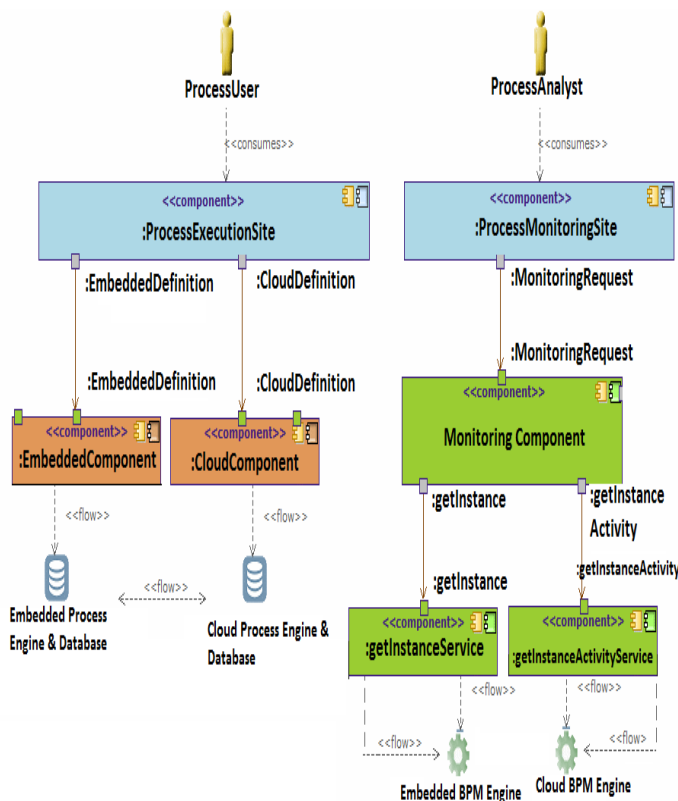 ProcessUser
ProcessAnalyst
<<consumes>>
<<consumes>>
<<component>>
:ProcessExecutionSite
<<component>>
:ProcessMonitoringSite
:EmbeddedDefinition
:CloudDefinition
:MonitoringRequest
:EmbeddedDefinition
:CloudDefinition
:MonitoringRequest
<<component>>
:EmbeddedComponent
<<component>>
:CloudComponent
<<component>>
Monitoring Component
<<flow>>
<<flow>>
:getInstance
:getInstance
Activity
<<flow>>
Embedded Process
Engine & Database
Cloud Process Engine &
Database
:getInstance
:getInstanceActivity
<<component>>
:getInstanceService
<<component>>
:getInstanceActivityService
<<flow>>
<<flow>>
<<flow>>
<<flow>>
Embedded BPM Engine
Cloud BPM Engine